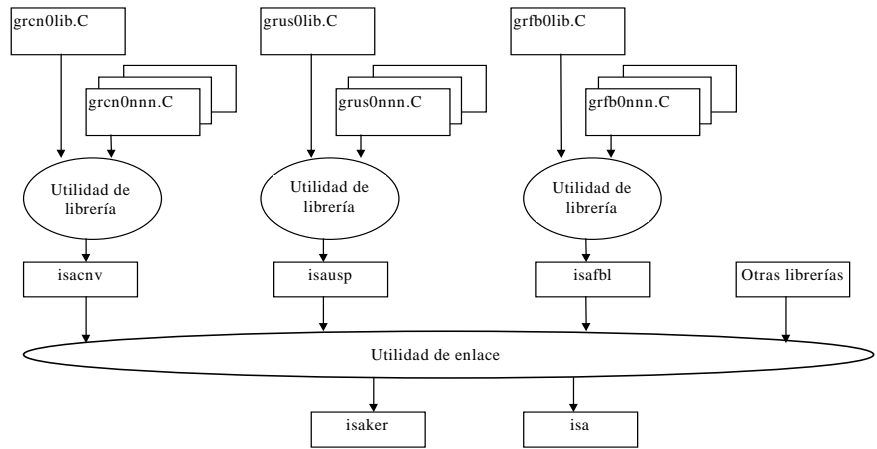 grcn0lib.C
grus0lib.C
grfb0lib.C
grcn0nnn.C
grus0nnn.C
grfb0nnn.C
Utilidad de
librería
Utilidad de
librería
Utilidad de
librería
isacnv
isausp
isafbl
Otras librerías
Utilidad de enlace
isaker
isa